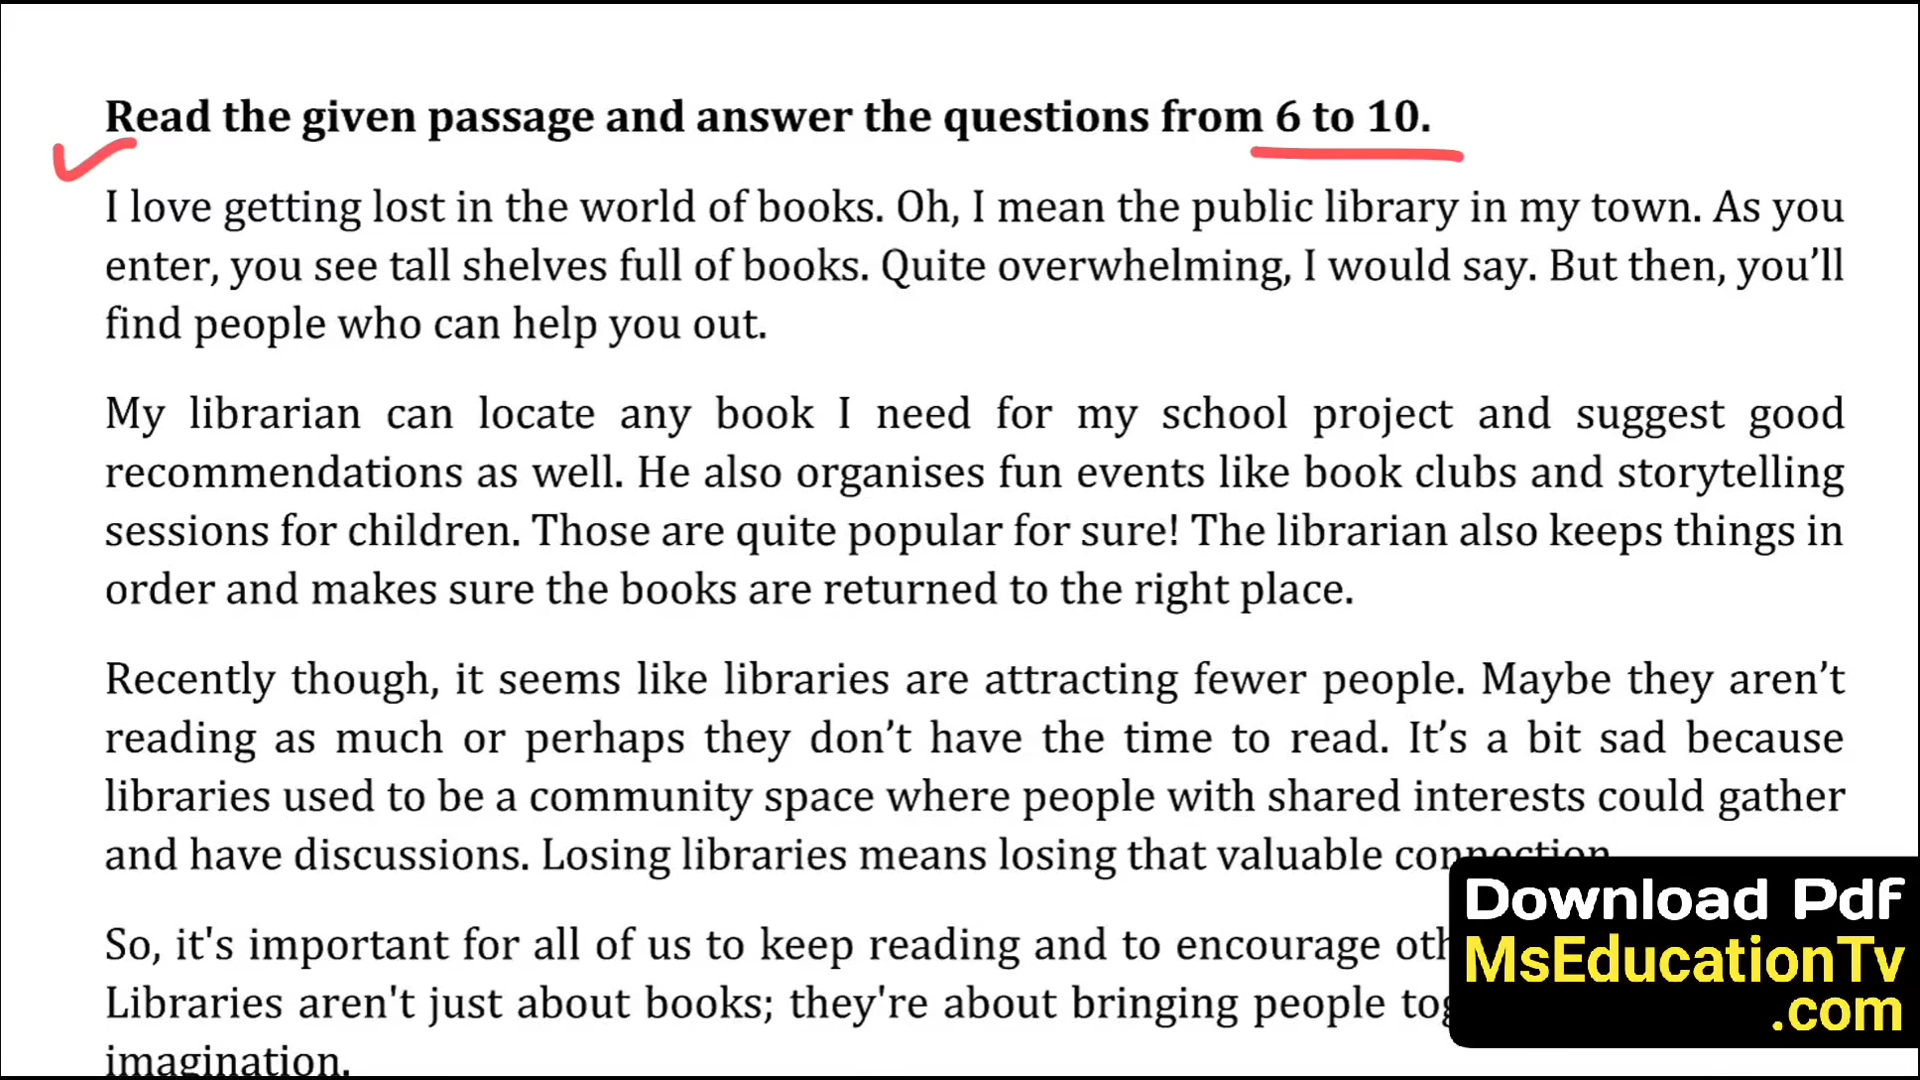 Read the given passage and answer the questions from 6 to 10.
I love getting lost in the world of books. Oh, I mean the public library in my town. As you
enter, you see tall shelves full of books. Quite overwhelming, I would say. But then, you’ll
find people who can help you out.
My librarian can locate any book I need for my school project and suggest good
recommendations as well. He also organises fun events like book clubs and storytelling
sessions for children. Those are quite popular for sure! The librarian also keeps things in
order and makes sure the books are returned to the right place.
Recently though, it seems like libraries are attracting fewer people. Maybe they aren’t
reading as much or perhaps they don’t have the time to read. It’s a bit sad because
libraries used to be a community space where people with shared interests could gather
and have discussions. Losing libraries means losing that valuable connection.
So, it's important for all of us to keep reading and to encourage
Libraries aren't just about books; they're about bringing people
imagination.
Download Pdf
MsEducationTv
.com